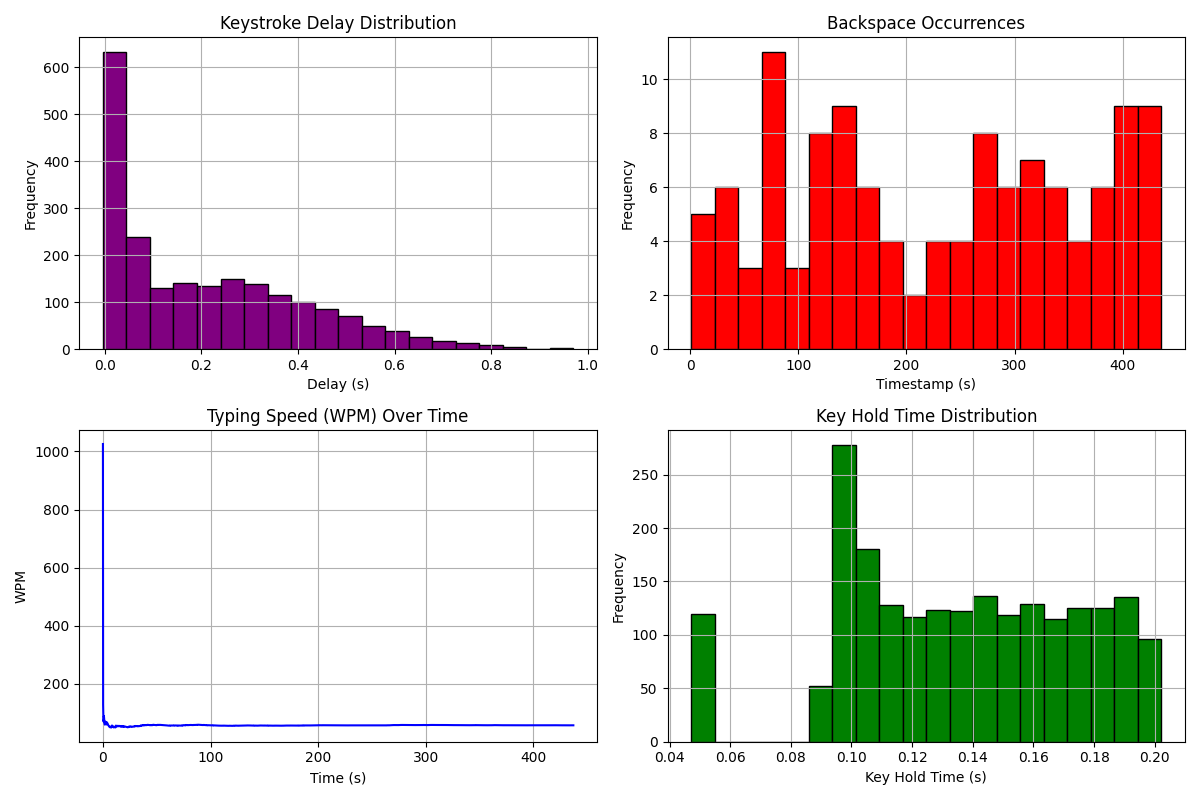 Keystroke Delay Distribution
Frequency
600
500
400
300
200
100
0
0.0 0.2 0.4 0.6 0.8 1.0
Delay (s)
Backspace Occurrences
Frequency
10
8
6
4
2
0
0 100 200 300 400
Timestamp (s)
Typing Speed (WPM) Over Time
WPM
1000
800
600
400
200
0 100 200 300 400
Time (s)
Key Hold Time Distribution
Frequency
250
200
150
100
50
0
0.04 0.06 0.08 0.10 0.12 0.14 0.16 0.18 0.20
Key Hold Time (s)